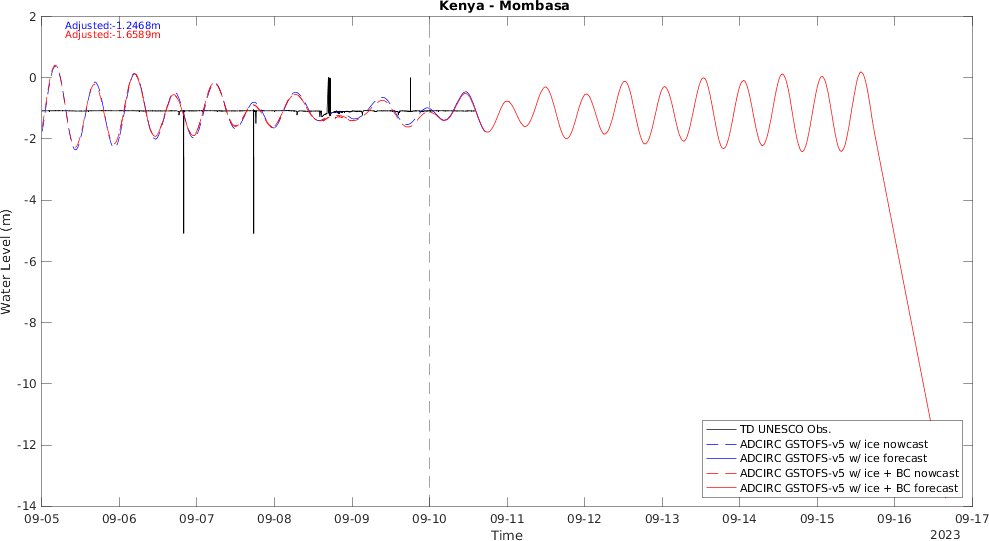 Kenya - Mombasa
Adjusted:-1.2468m
Adjusted:-1.6589m
2
0
-2
-4
-6
-8
-10
-12
-14
Water Level (m)
09-05 09-06 09-07 09-08 09-09 09-10 09-11 09-12 09-13 09-14 09-15 09-16 09-17
Time
2023
TD UNESCO Obs.
ADCIRC GSTOFS-v5 w/ ice nowcast
ADCIRC GSTOFS-v5 w/ ice forecast
ADCIRC GSTOFS-v5 w/ ice + BC nowcast
ADCIRC GSTOFS-v5 w/ ice + BC forecast